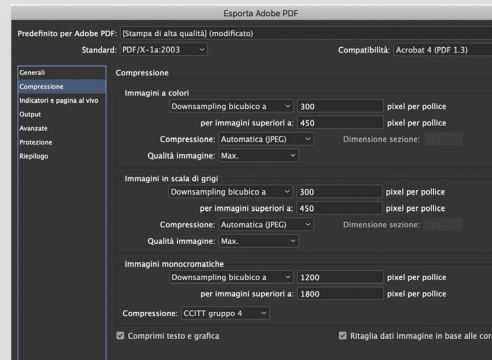 Esporta Adobe PDF
Predefinito per Adobe PDF: [Stampa di alta qualità] (modificato)
Standard: PDF/X-1a:2003 Compatibilità: Acrobat 4 (PDF 1.3)
Generali
Compressione
Indicatori e pagina al vivo
Output
Avanzate
Protezione
Riepilogo
Compressione
Immagini a colori
Downsampling bicubico a 300 pixel per pollice
per immagini superiori a: 450
Compressione: Automatica (JPEG) Dimensione sezione: 128
Qualità immagine: Max.
Immagini in scala di grigi
Downsampling bicubico a 300 pixel per pollice
per immagini superiori a: 450 pixel per pollice
Compressione: Automatica (JPEG) Dimensione sezione: 128
Qualità immagine: Max.
Immagini monocromatiche
Downsampling bicubico a 1200 pixel per pollice
per immagini superiori a: 1800 pixel per pollice
Compressione: CCITT gruppo 4
Comprimi testo e grafica Ritaglia dati immagine in base alle